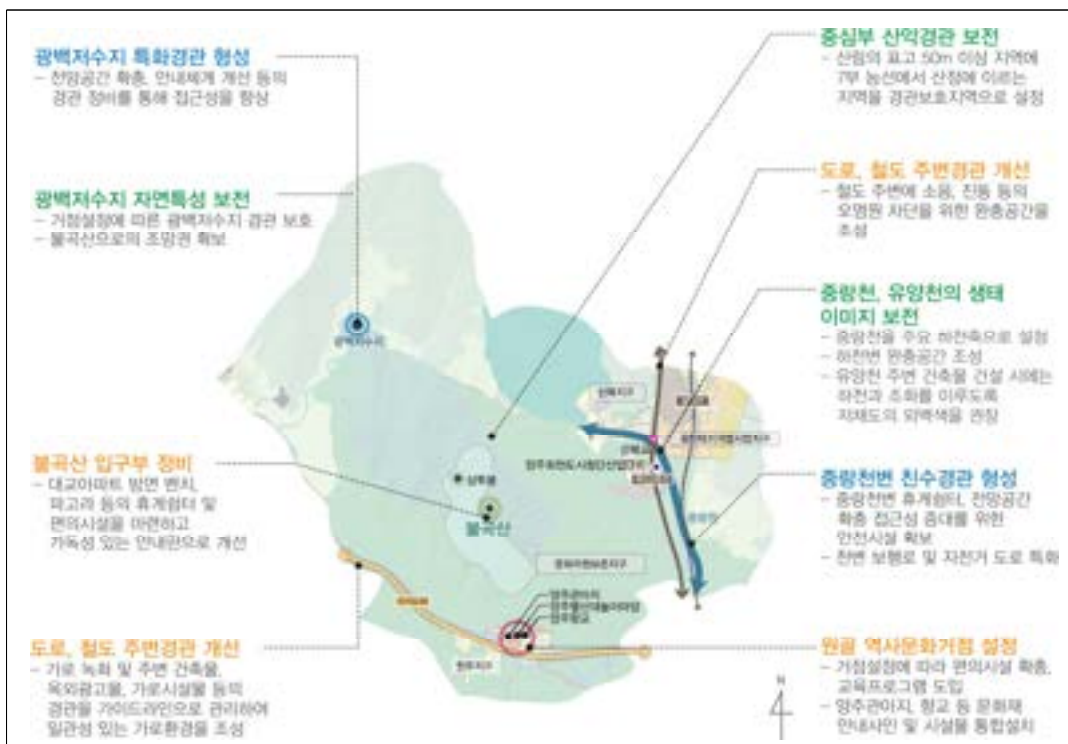 광백저수지 특화경관 형성
- 전망공간 확충, 안내체계 개선 등의
경관 정비를 통해 접근성을 향상
광백저수지 자연특성 보전
- 거점설정에 따른 광백저수지 경관 보호
- 불곡산으로의 조망권 확보
불곡산 입구부 정비
- 대교아파트 방면 벤치,
파고라 등의 휴게쉼터 및
편의시설을 마련하고
가독성 있는 안내판으로 개선
도로, 철도 주변경관 개선
- 가로 녹화 및 주변 건축물,
옥외광고물, 가로시설물 등의
경관을 가이드라인으로 관리하여
일관성 있는 가로환경을 조성
중심부 산악경관 보전
- 산림의 표고 50m 이상 지역에
7부 능선에서 산정에 이르는
지역을 경관보호지역으로 설정
도로, 철도 주변경관 개선
- 철도 주변에 소음, 진동 등의
오염원 차단을 위한 완충공간을
조성
중랑천, 유양천의 생태
이미지 보전
- 중랑천을 주요 하천축으로 설정
- 하천변 완충공간 조성
- 유양천 주변 건축물 건설 시에는
하천과 조화를 이루도록
저채도의 외벽색을 권장
중랑천변 친수경관 형성
- 중랑천변 휴게쉼터, 전망공간
확충 접근성 증대를 위한
안전시설 확보
- 천변 보행로 및 자전거 도로 특화
원골 역사문화거점 설정
- 거점설정에 따라 편의시설 확충,
교육프로그램 도입
- 양주관아지, 향교 등 문화재
안내사인 및 시설물 통합설치
광백저수지
산북지구
상투봉
불곡산
중랑천
양주관아지
양주별산대놀이마당
양주향교
N